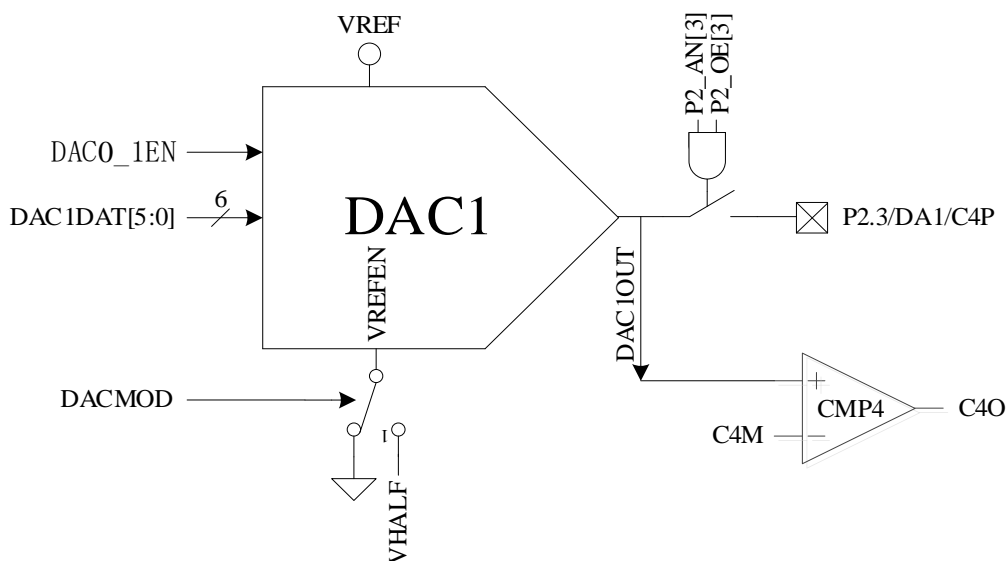 VREF
P2_AN[3]
P2_OE[3]
DAC0_1EN
DAC1DAT[5:0]
6
DAC1
P2.3/DA1/C4P
VREFEN
DAC1OUT
DACMOD
+
CMP4
C4O
C4M
1
VHALF